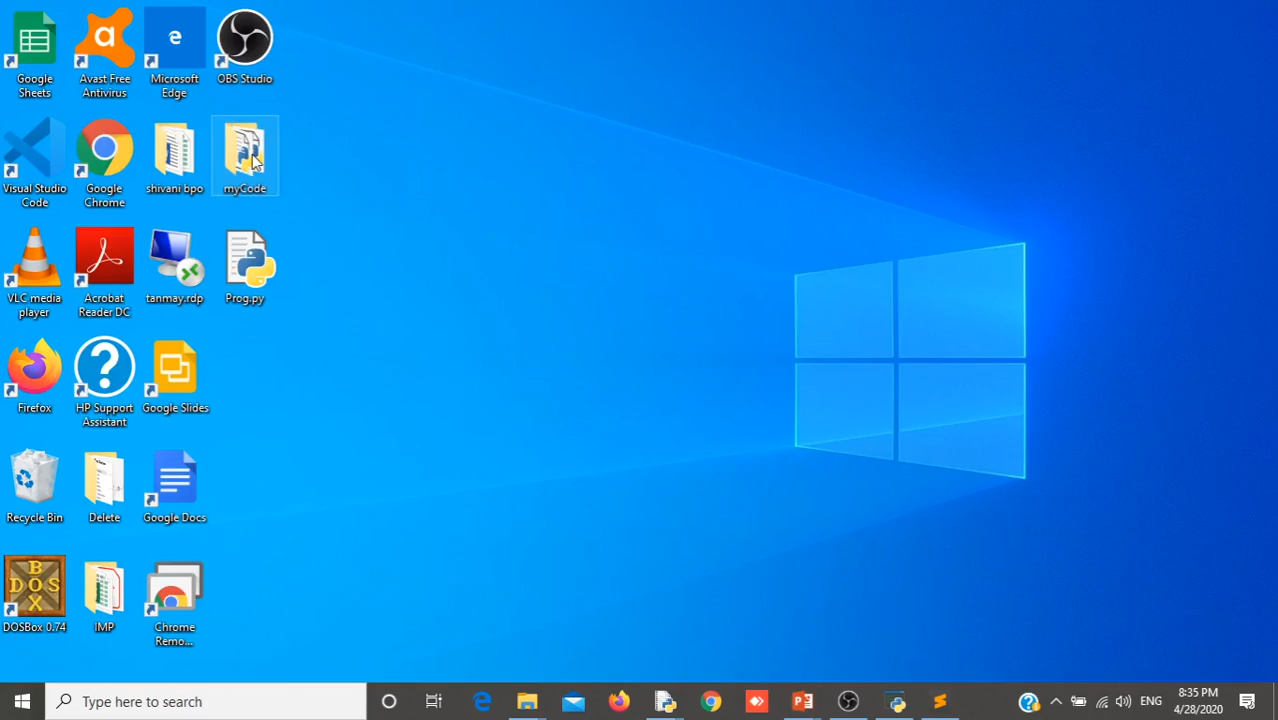 Google
Sheets
Avast Free
Antivirus
Microsoft
Edge
OBS Studio
Visual Studio
Code
Google
Chrome
shivani bpo
myCode
VLC media
player
Acrobat
Reader DC
tanmay.rdp
Prog.py
Firefox
HP Support
Assistant
Google Slides
Recycle Bin
Delete
Google Docs
BO
DOS
X
DOSBox 0.74
IMP
Chrome
Remo...
Type here to search
ENG
8:35 PM
4/28/2020